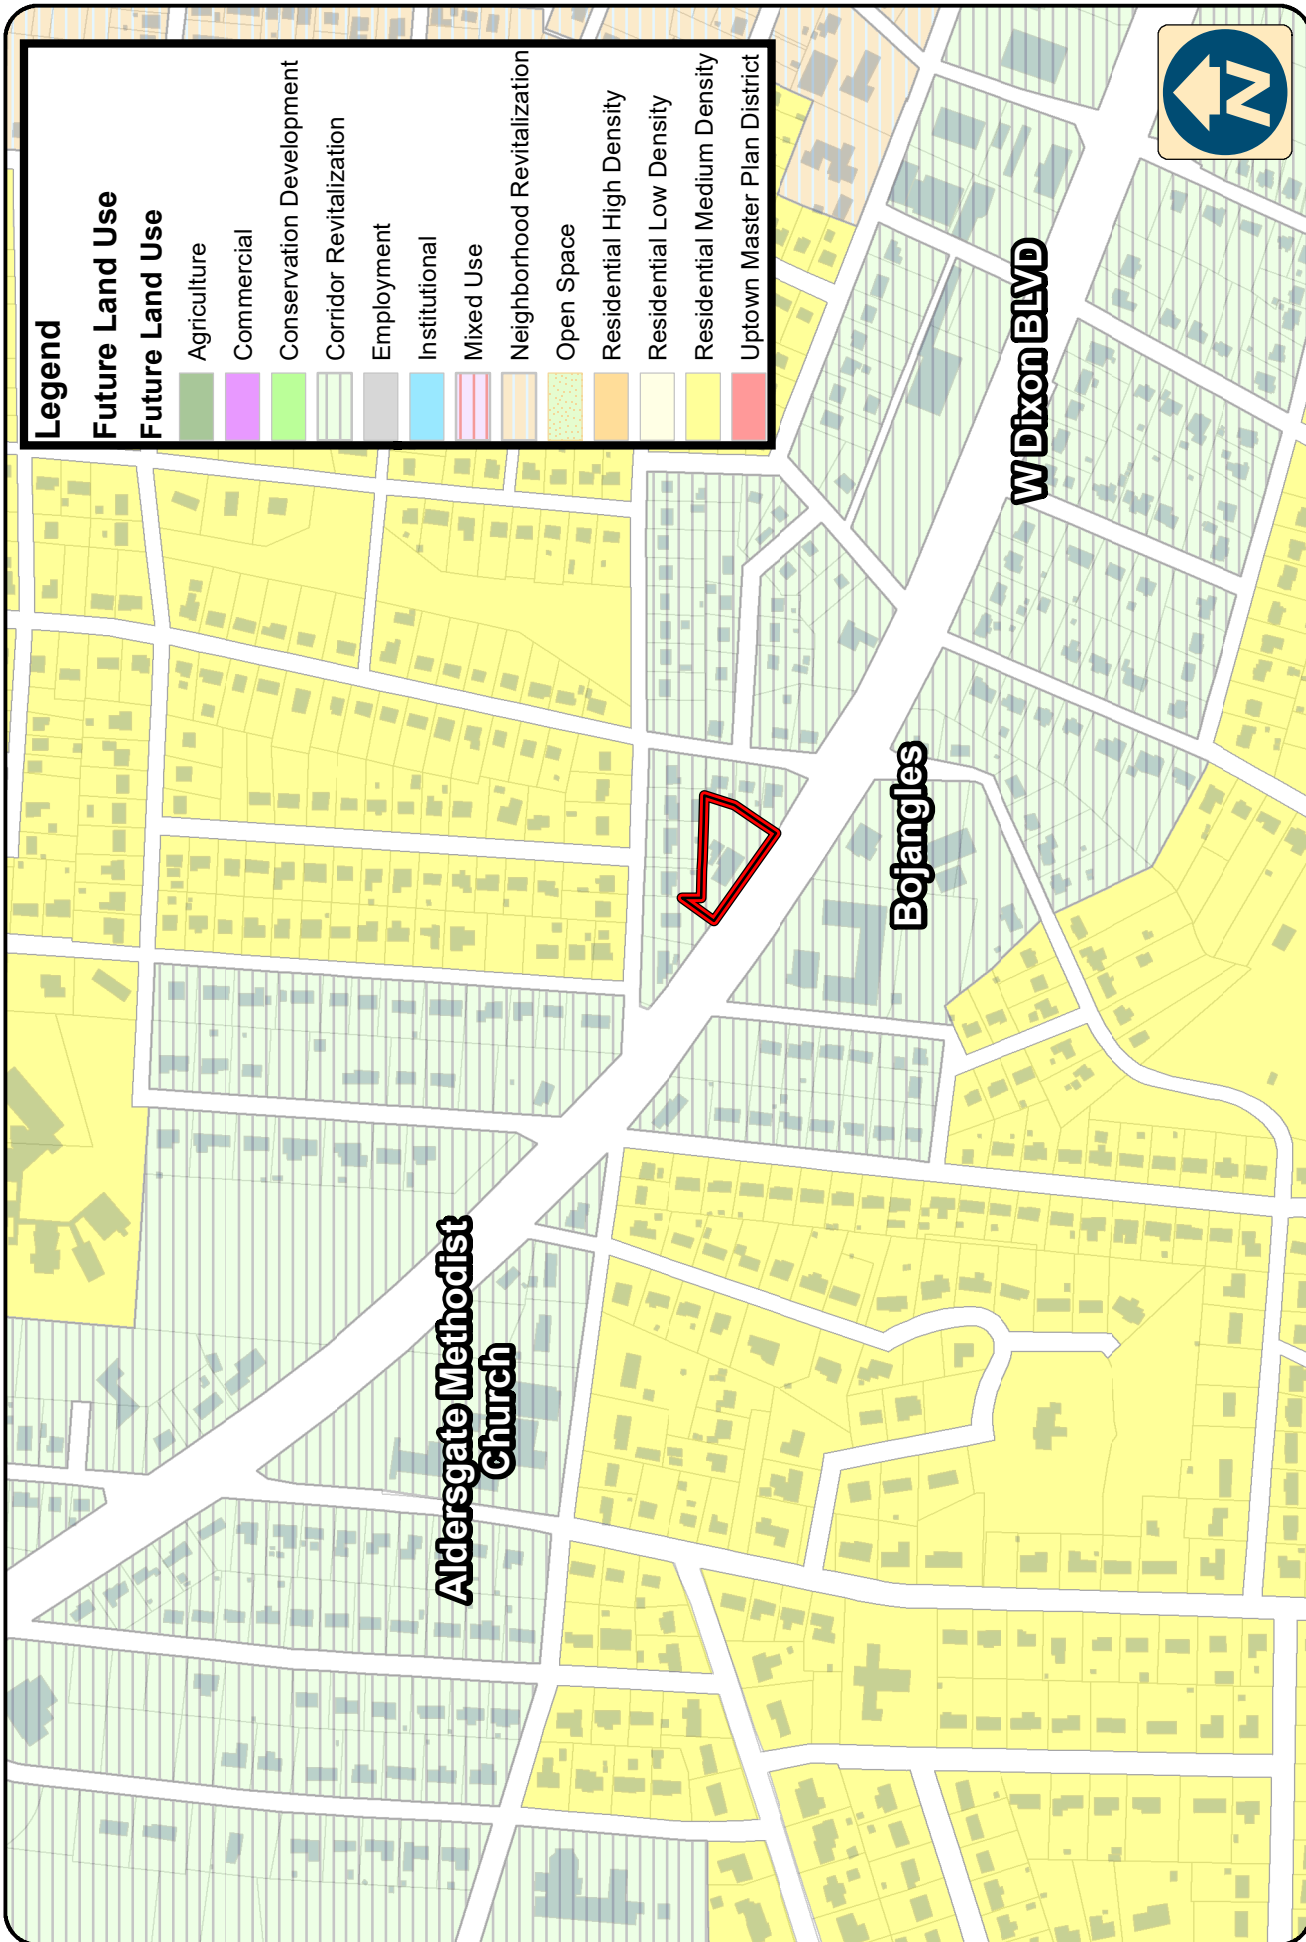 Legend
Future Land Use
Future Land Use
Agriculture
Commercial
Conservation Development
Corridor Revitalization
Employment
Institutional
Mixed Use
Neighborhood Revitalization
Open Space
Residential High Density
Residential Low Density
Residential Medium Density
Uptown Master Plan District
N
Aldersgate Methodist
Church
Bojangles
W Dixon BLVD